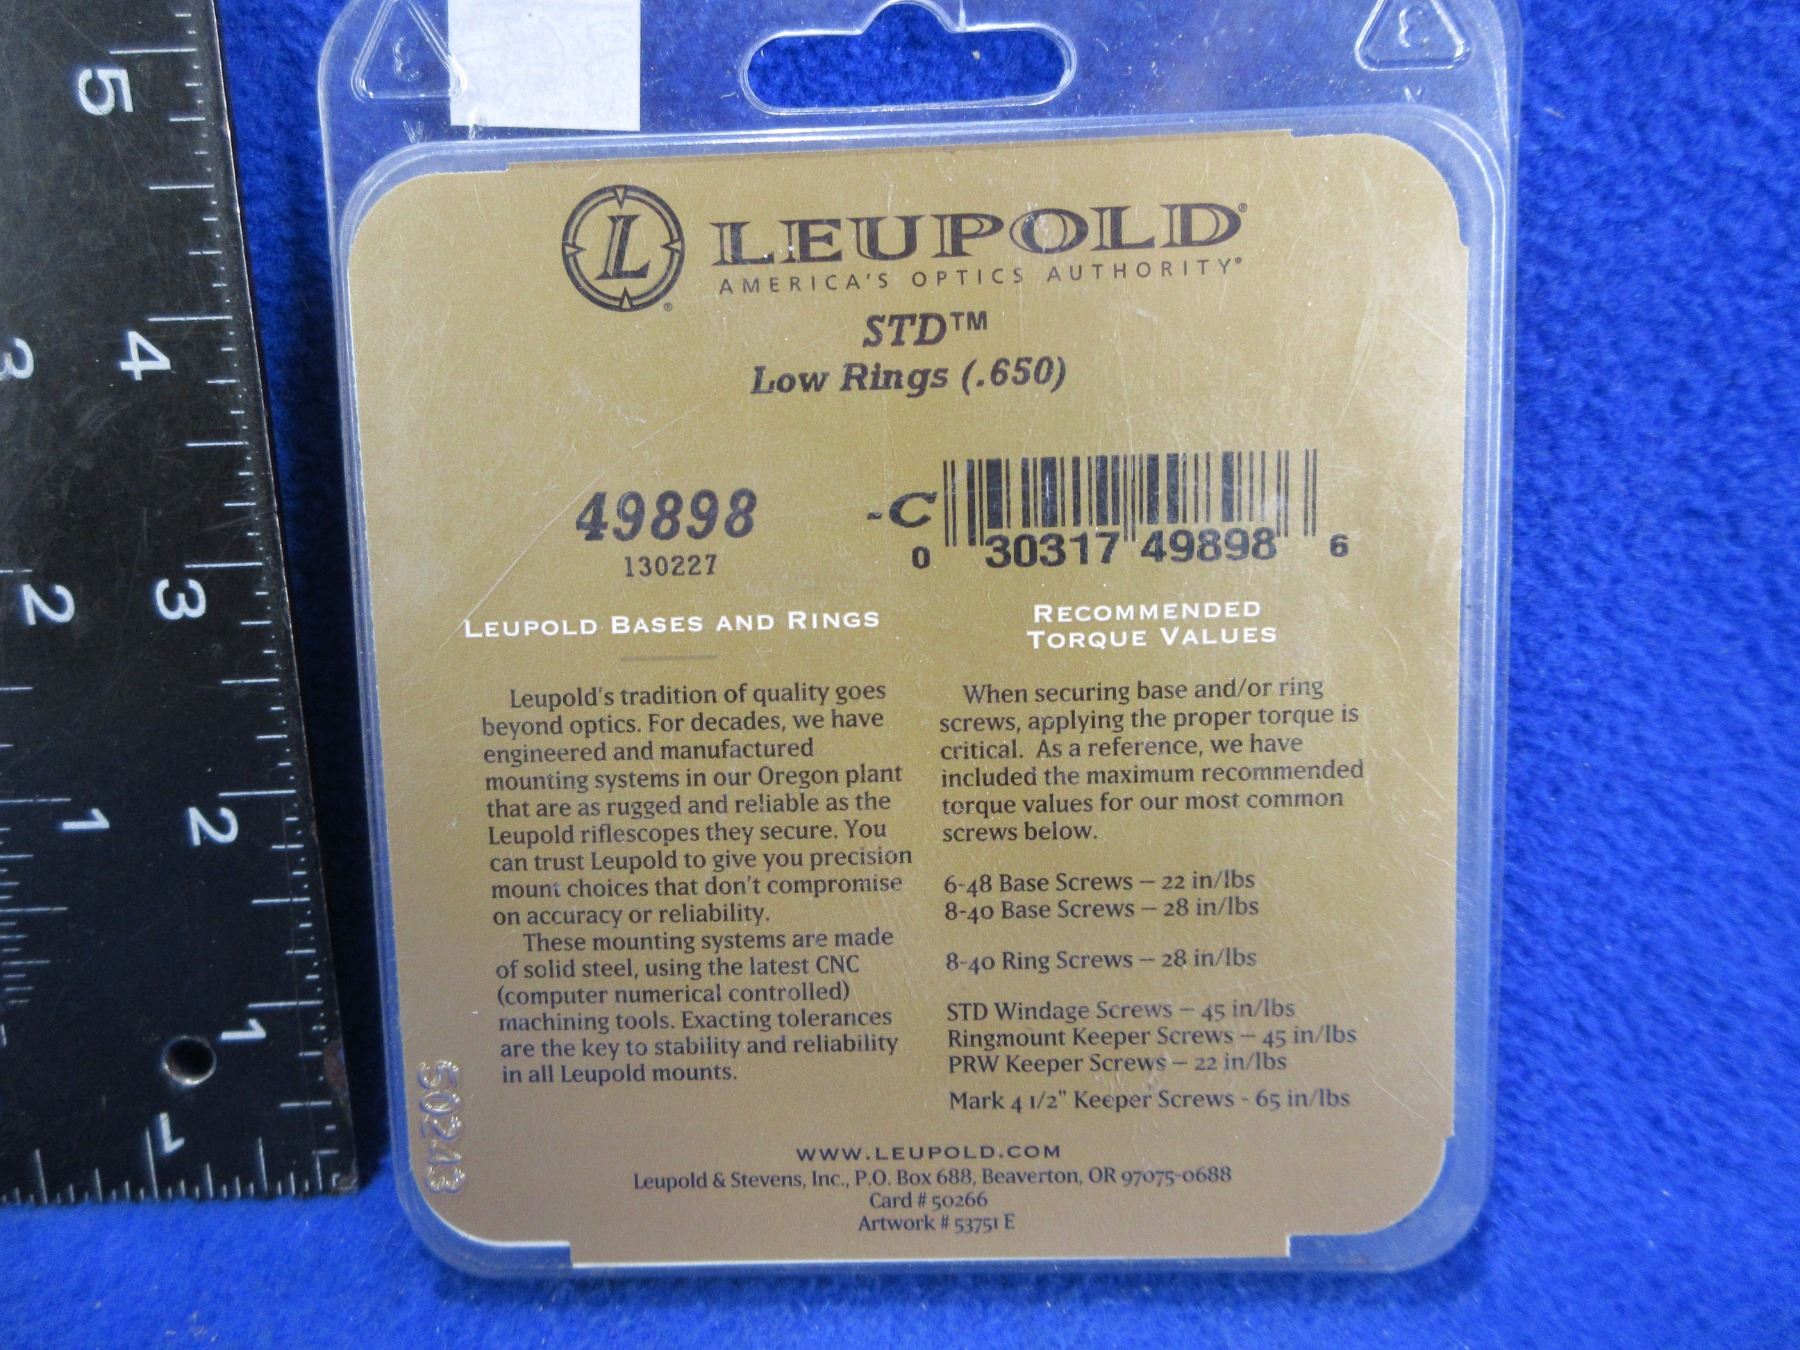 5
4
3
3
2
2
1
1
1
3
3
L
LEUPOLD®
AMERICA'S OPTICS AUTHORITY®
STD™
Low Rings (.650)
49898
130227
-C
0 30317 49898 6
LEUPOLD BASES AND RINGS
Leupold's tradition of quality goes
beyond optics. For decades, we have
engineered and manufactured
mounting systems in our Oregon plant
that are as rugged and reliable as the
Leupold riflescopes they secure. You
can trust Leupold to give you precision
mount choices that don't compromise
on accuracy or reliability.
These mounting systems are made
of solid steel, using the latest CNC
(computer numerical controlled)
machining tools. Exacting tolerances
are the key to stability and reliability
in all Leupold mounts.
RECOMMENDED
TORQUE VALUES
When securing base and/or ring
screws, applying the proper torque is
critical. As a reference, we have
included the maximum recommended
torque values for our most common
screws below.
6-48 Base Screws – 22 in/lbs
8-40 Base Screws – 28 in/lbs
8-40 Ring Screws – 28 in/lbs
STD Windage Screws – 45 in/lbs
Ringmount Keeper Screws – 45 in/lbs
PRW Keeper Screws – 22 in/lbs
Mark 4 1/2" Keeper Screws - 65 in/lbs
50243
WWW.LEUPOLD.COM
Leupold & Stevens, Inc., P.O. Box 688, Beaverton, OR 97075-0688
Card # 50266
Artwork # 53751 E